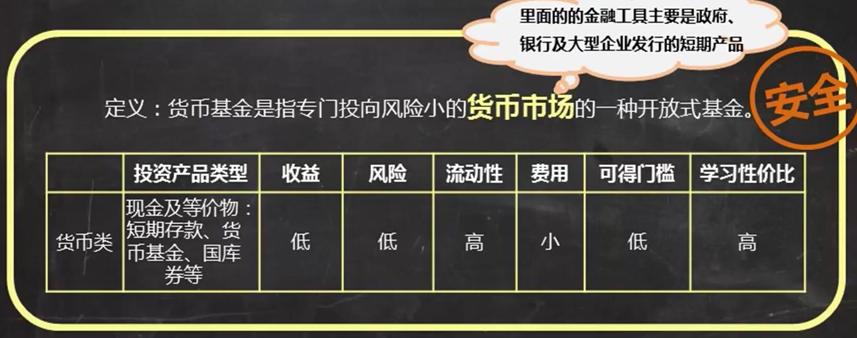 里面的的金融工具主要是政府、
银行及大型企业发行的短期产品
定义：货币基金是指专门投向风险小的货币市场的一种开放式基金。
安全
投资产品类型 收益 风险 流动性 费用 可得门槛 学习性价比
货币类 现金及等价物： 低 低 高 小 低 高
短期存款、货
币基金、国库
券等